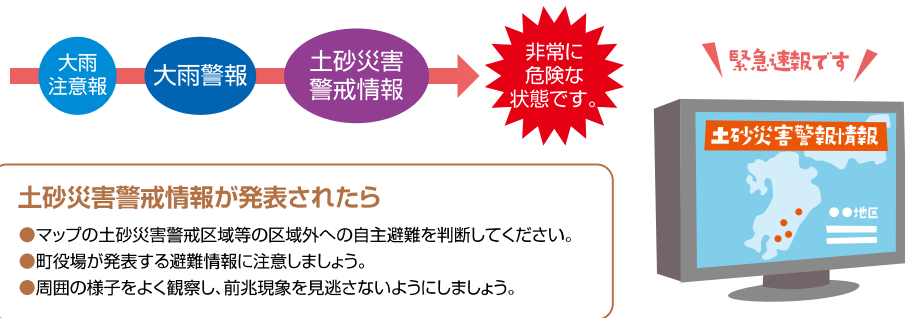 大雨
注意報
大雨警報
土砂災害
警戒情報
非常に
危険な
状態です。
緊急速報です
土砂災害警報情報
●●地区
土砂災害警戒情報が発表されたら
●マップの土砂災害警戒区域等の区域外への自主避難を判断してください。
●町役場が発表する避難情報に注意しましょう。
●周囲の様子をよく観察し、前兆現象を見逃さないようにしましょう。